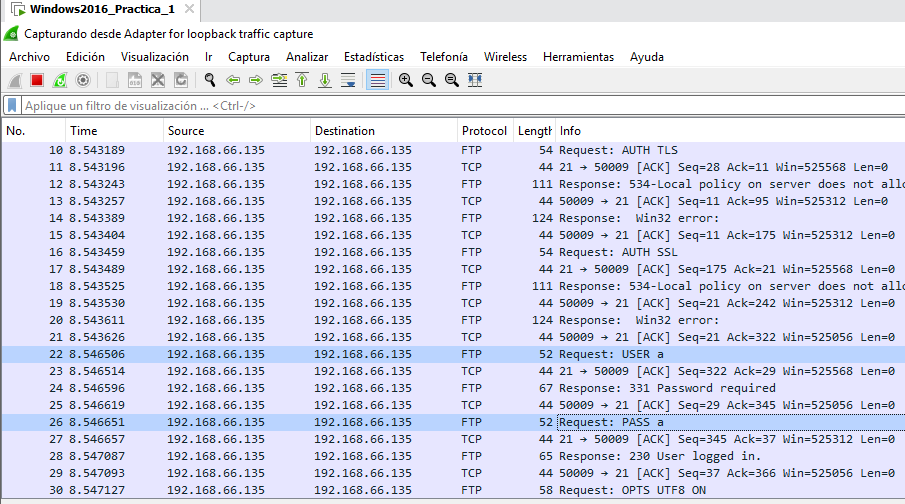 Windows2016_Practica_1
Capturando desde Adapter for loopback traffic capture
Archivo Edición Visualización Ir Captura Analizar Estadísticas Telefonía Wireless Herramientas Ayuda
Aplique un filtro de visualización ... <Ctrl-/>
No. Time Source Destination Protocol Length Info
10 8.543189 192.168.66.135 192.168.66.135 FTP 54 Request: AUTH TLS
11 8.543196 192.168.66.135 192.168.66.135 TCP 44 21 → 50009 [ACK] Seq=28 Ack=11 Win=525568 Len=0
12 8.543243 192.168.66.135 192.168.66.135 FTP 111 Response: 534-Local policy on server does not allo
13 8.543257 192.168.66.135 192.168.66.135 TCP 44 50009 → 21 [ACK] Seq=11 Ack=95 Win=525312 Len=0
14 8.543389 192.168.66.135 192.168.66.135 FTP 124 Response: Win32 error:
15 8.543404 192.168.66.135 192.168.66.135 TCP 44 50009 → 21 [ACK] Seq=11 Ack=175 Win=525312 Len=0
16 8.543459 192.168.66.135 192.168.66.135 FTP 54 Request: AUTH SSL
17 8.543489 192.168.66.135 192.168.66.135 TCP 44 21 → 50009 [ACK] Seq=175 Ack=21 Win=525568 Len=0
18 8.543525 192.168.66.135 192.168.66.135 FTP 111 Response: 534-Local policy on server does not allo
19 8.543530 192.168.66.135 192.168.66.135 TCP 44 50009 → 21 [ACK] Seq=21 Ack=242 Win=525312 Len=0
20 8.543611 192.168.66.135 192.168.66.135 FTP 124 Response: Win32 error:
21 8.543626 192.168.66.135 192.168.66.135 TCP 44 50009 → 21 [ACK] Seq=21 Ack=322 Win=525056 Len=0
22 8.546506 192.168.66.135 192.168.66.135 FTP 52 Request: USER a
23 8.546514 192.168.66.135 192.168.66.135 TCP 44 21 → 50009 [ACK] Seq=322 Ack=29 Win=525568 Len=0
24 8.546596 192.168.66.135 192.168.66.135 FTP 67 Response: 331 Password required
25 8.546619 192.168.66.135 192.168.66.135 TCP 44 50009 → 21 [ACK] Seq=29 Ack=345 Win=525056 Len=0
26 8.546651 192.168.66.135 192.168.66.135 FTP 52 Request: PASS a
27 8.546657 192.168.66.135 192.168.66.135 TCP 44 21 → 50009 [ACK] Seq=345 Ack=37 Win=525312 Len=0
28 8.547087 192.168.66.135 192.168.66.135 FTP 65 Response: 230 User logged in.
29 8.547093 192.168.66.135 192.168.66.135 TCP 44 50009 → 21 [ACK] Seq=37 Ack=366 Win=525056 Len=0
30 8.547127 192.168.66.135 192.168.66.135 FTP 58 Request: OPTS UTF8 ON